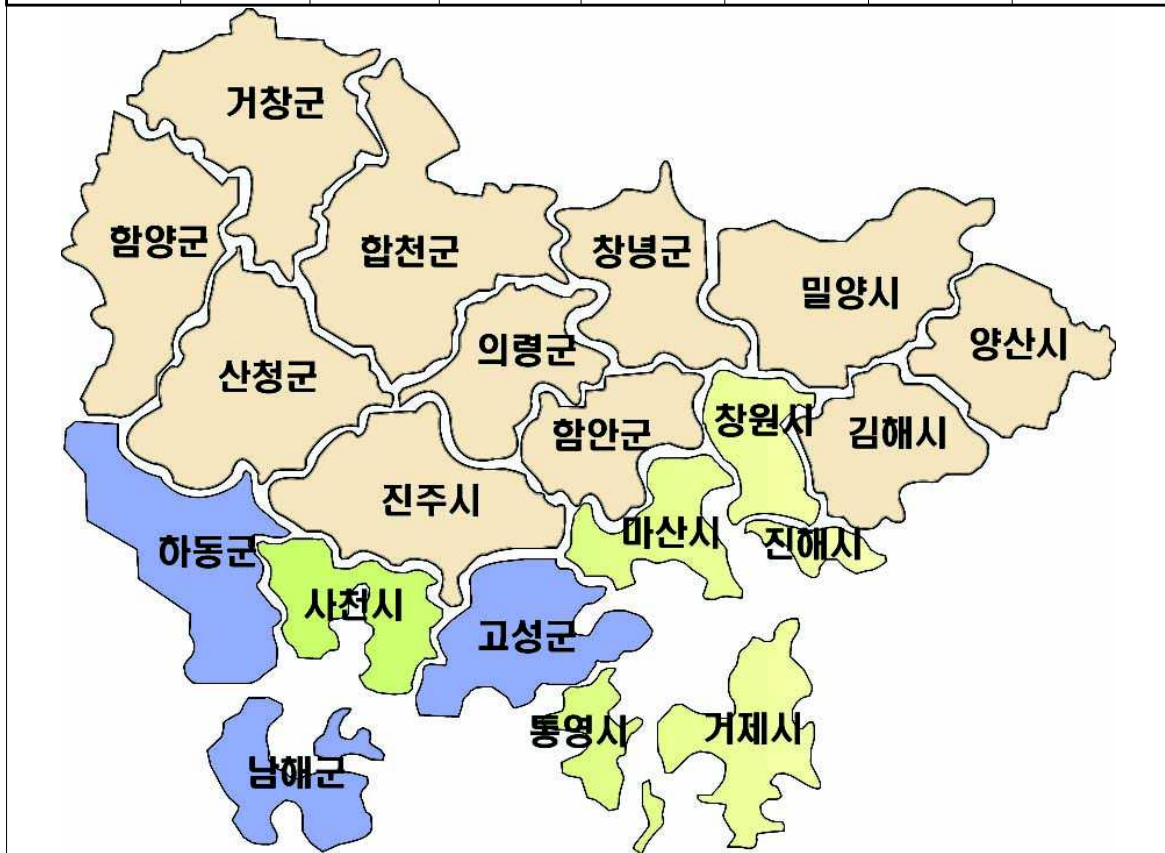 거창군
함양군
합천군
창녕군
밀양시
양산시
의령군
산청군
창원시
함안군
김해시
진주시
마산시
진해시
하동군
사천시
고성군
통영시
거제시
남해군